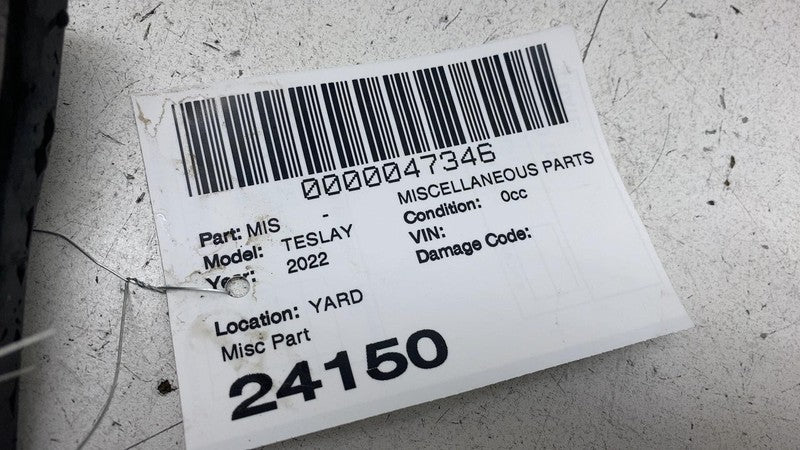 0000047346
Part: MIS - MISCELLANEOUS PARTS
Model: TESLAY Condition: 0cc
Year: 2022 VIN:
Damage Code:
Location: YARD
Misc Part
24150